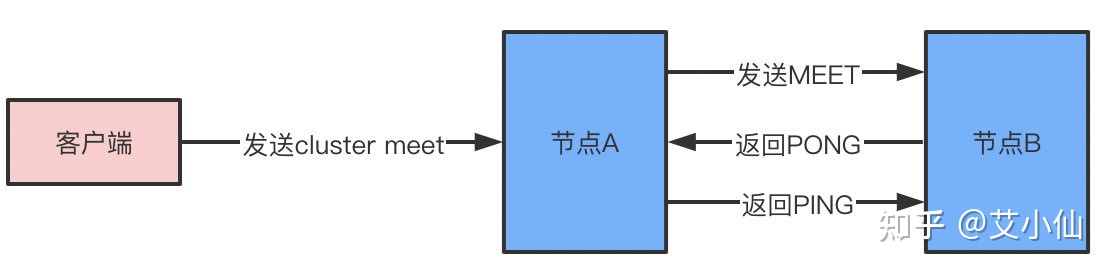 客户端
发送cluster meet
节点A
发送MEET
返回PONG
返回PING
节点B
知乎 @艾小仙